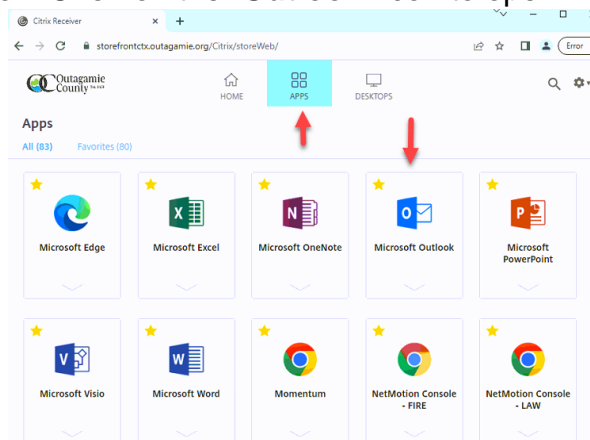 Citrix Receiver
storefrontctx.outagamie.org/Citrix/storeWeb/
Error
Outagamie
County
HOME
APPS
DESKTOPS
Apps
All (83)
Favorites (80)
Microsoft Edge
Microsoft Excel
Microsoft OneNote
Microsoft Outlook
Microsoft
PowerPoint
Microsoft Visio
Microsoft Word
Momentum
NetMotion Console
- FIRE
NetMotion Console
- LAW